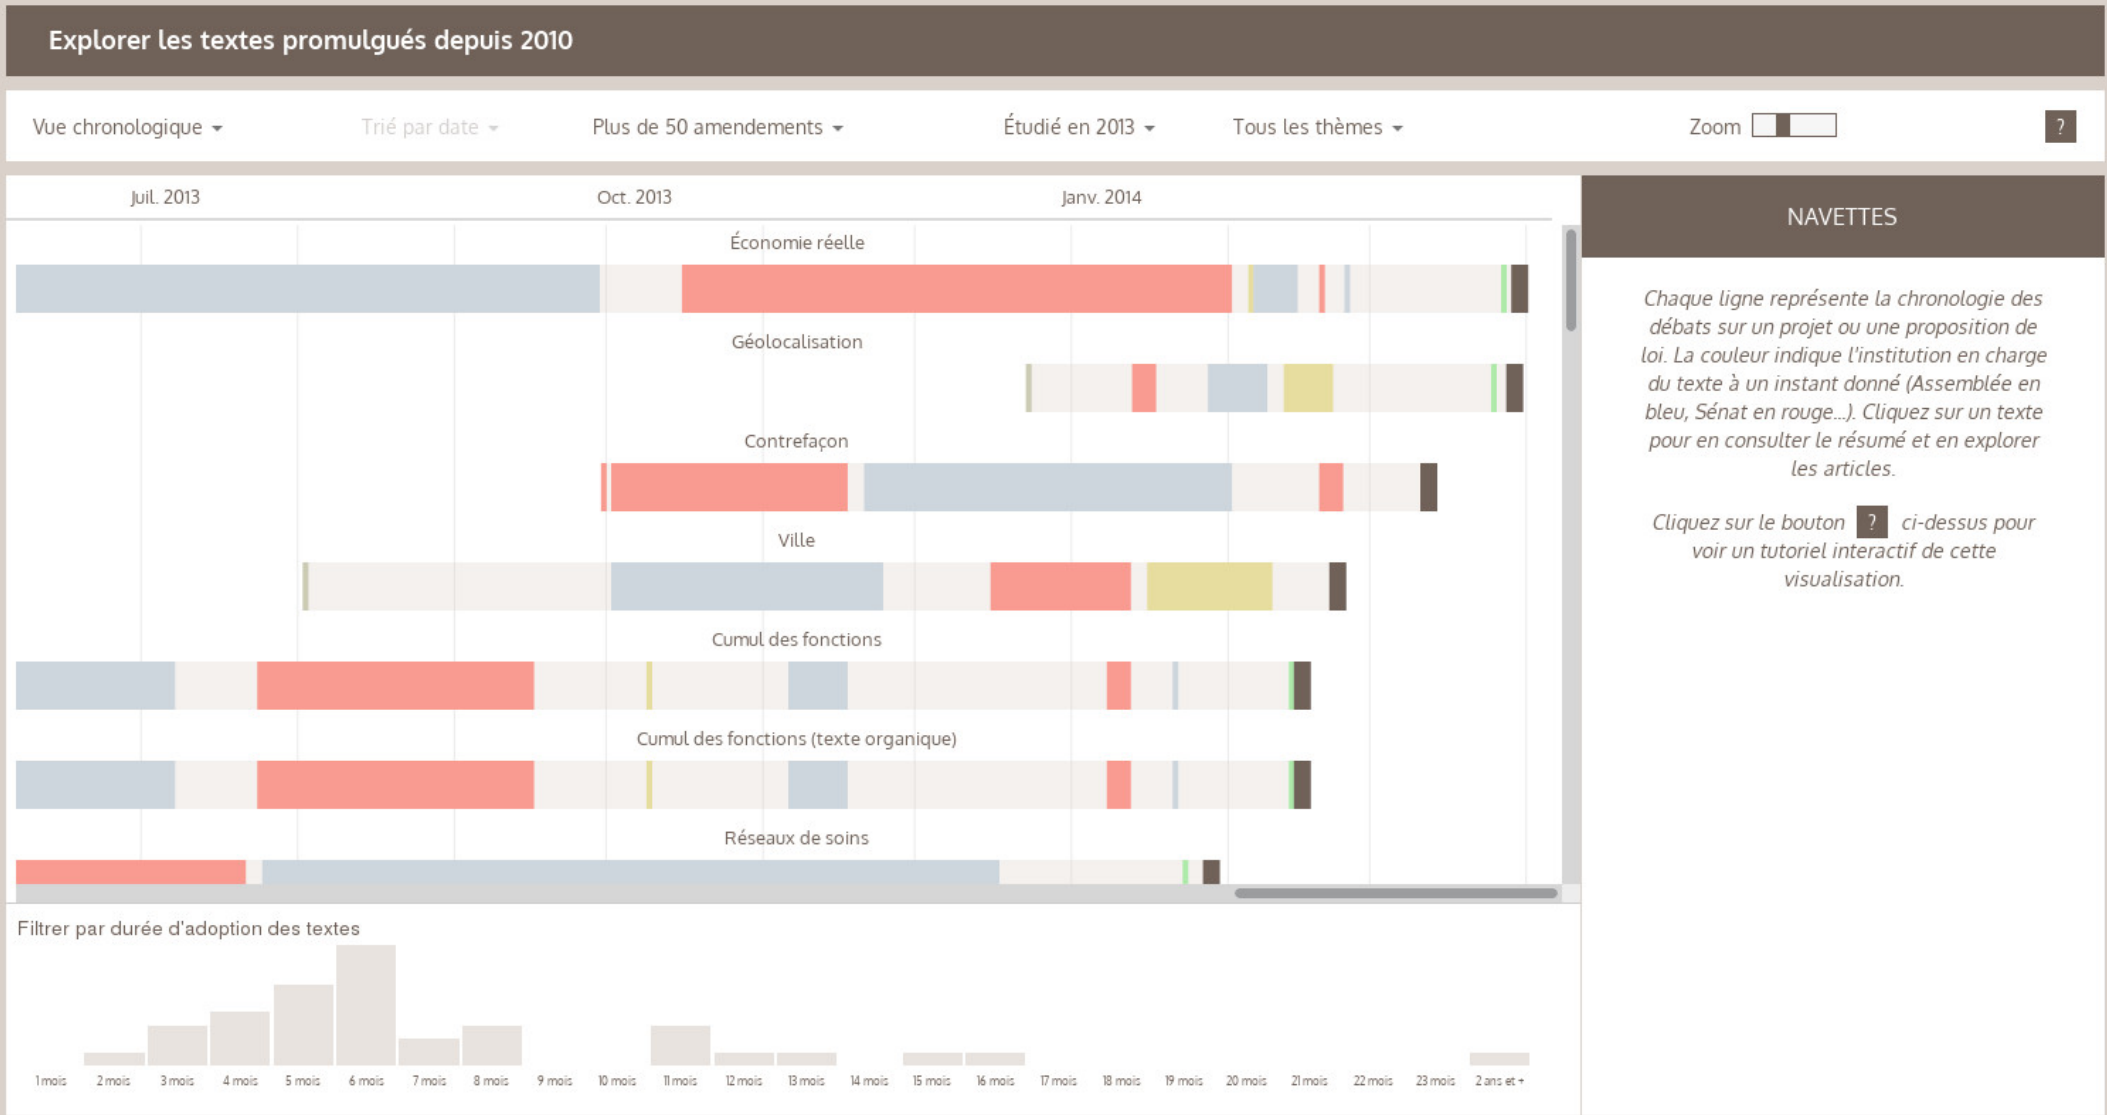 Explorer les textes promulgués depuis 2010
Vue chronologique
Trié par date
Plus de 50 amendements
Étudié en 2013
Tous les thèmes
Zoom
?
Juil. 2013
Oct. 2013
Janv. 2014
Économie réelle
Géolocalisation
Contrefaçon
Ville
Cumul des fonctions
Cumul des fonctions (texte organique)
Réseaux de soins
NAVETTES
Chaque ligne représente la chronologie des
débats sur un projet ou une proposition de
loi. La couleur indique l'institution en charge
du texte à un instant donné (Assemblée en
bleu, Sénat en rouge...). Cliquez sur un texte
pour en consulter le résumé et en explorer
les articles.
Cliquez sur le bouton ? ci-dessus pour
voir un tutoriel interactif de cette
visualisation.
Filtrer par durée d'adoption des textes
1 mois
2 mois
3 mois
4 mois
5 mois
6 mois
7 mois
8 mois
9 mois
10 mois
11 mois
12 mois
13 mois
14 mois
15 mois
16 mois
17 mois
18 mois
19 mois
20 mois
21 mois
22 mois
23 mois
2 ans et +